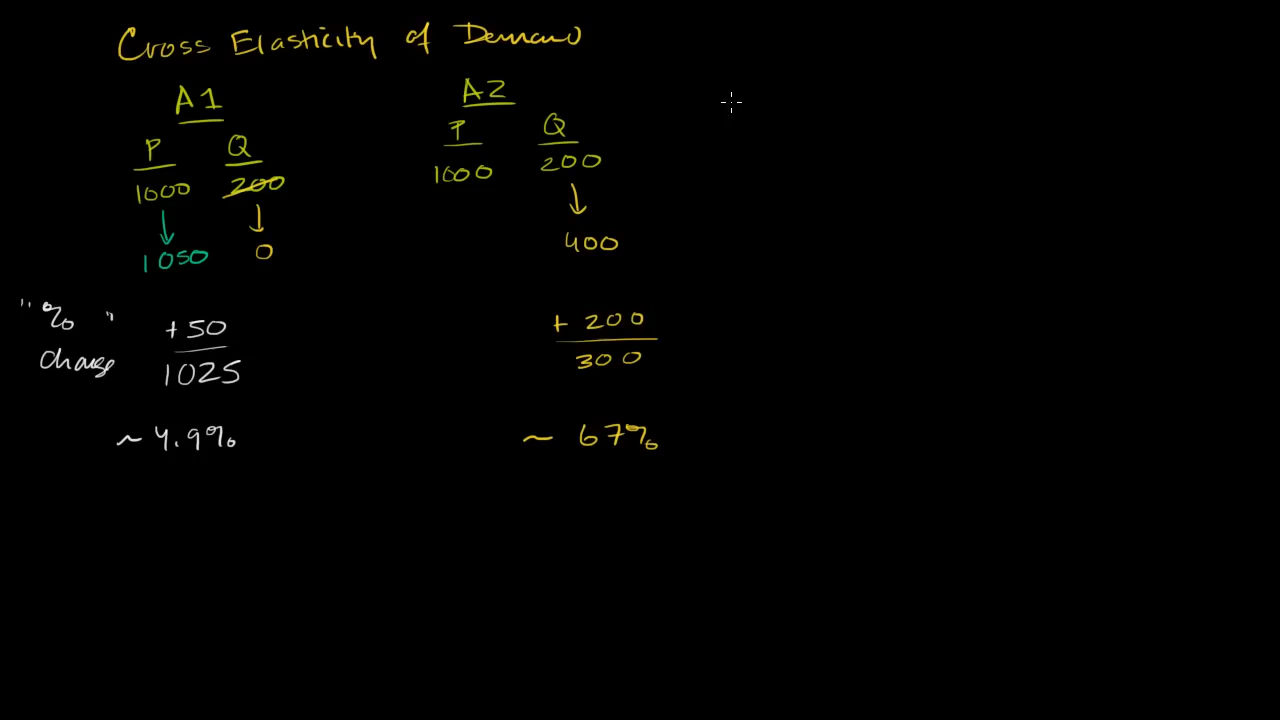 Cross Elasticity of Demand
A1 A2
P Q P Q
1000 200 1000 200
1050 0 400
"%" +50 +200
change 1025 300
~ 4.9% ~ 67%